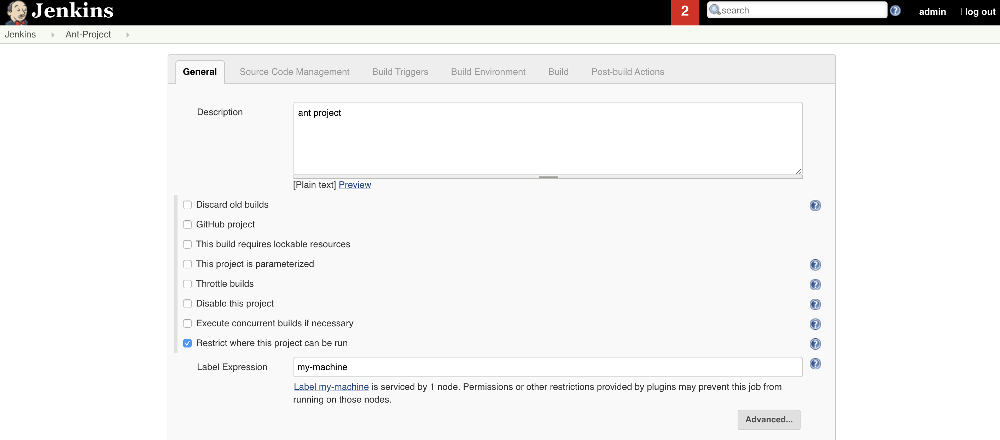 Jenkins
2
search
admin
| log out
Jenkins
Ant-Project
General
Source Code Management
Build Triggers
Build Environment
Build
Post-build Actions
Description
ant project
[Plain text] Preview
Discard old builds
GitHub project
This build requires lockable resources
This project is parameterized
Throttle builds
Disable this project
Execute concurrent builds if necessary
Restrict where this project can be run
Label Expression
my-machine
Label my-machine is serviced by 1 node. Permissions or other restrictions provided by plugins may prevent this job from
running on those nodes.
Advanced...